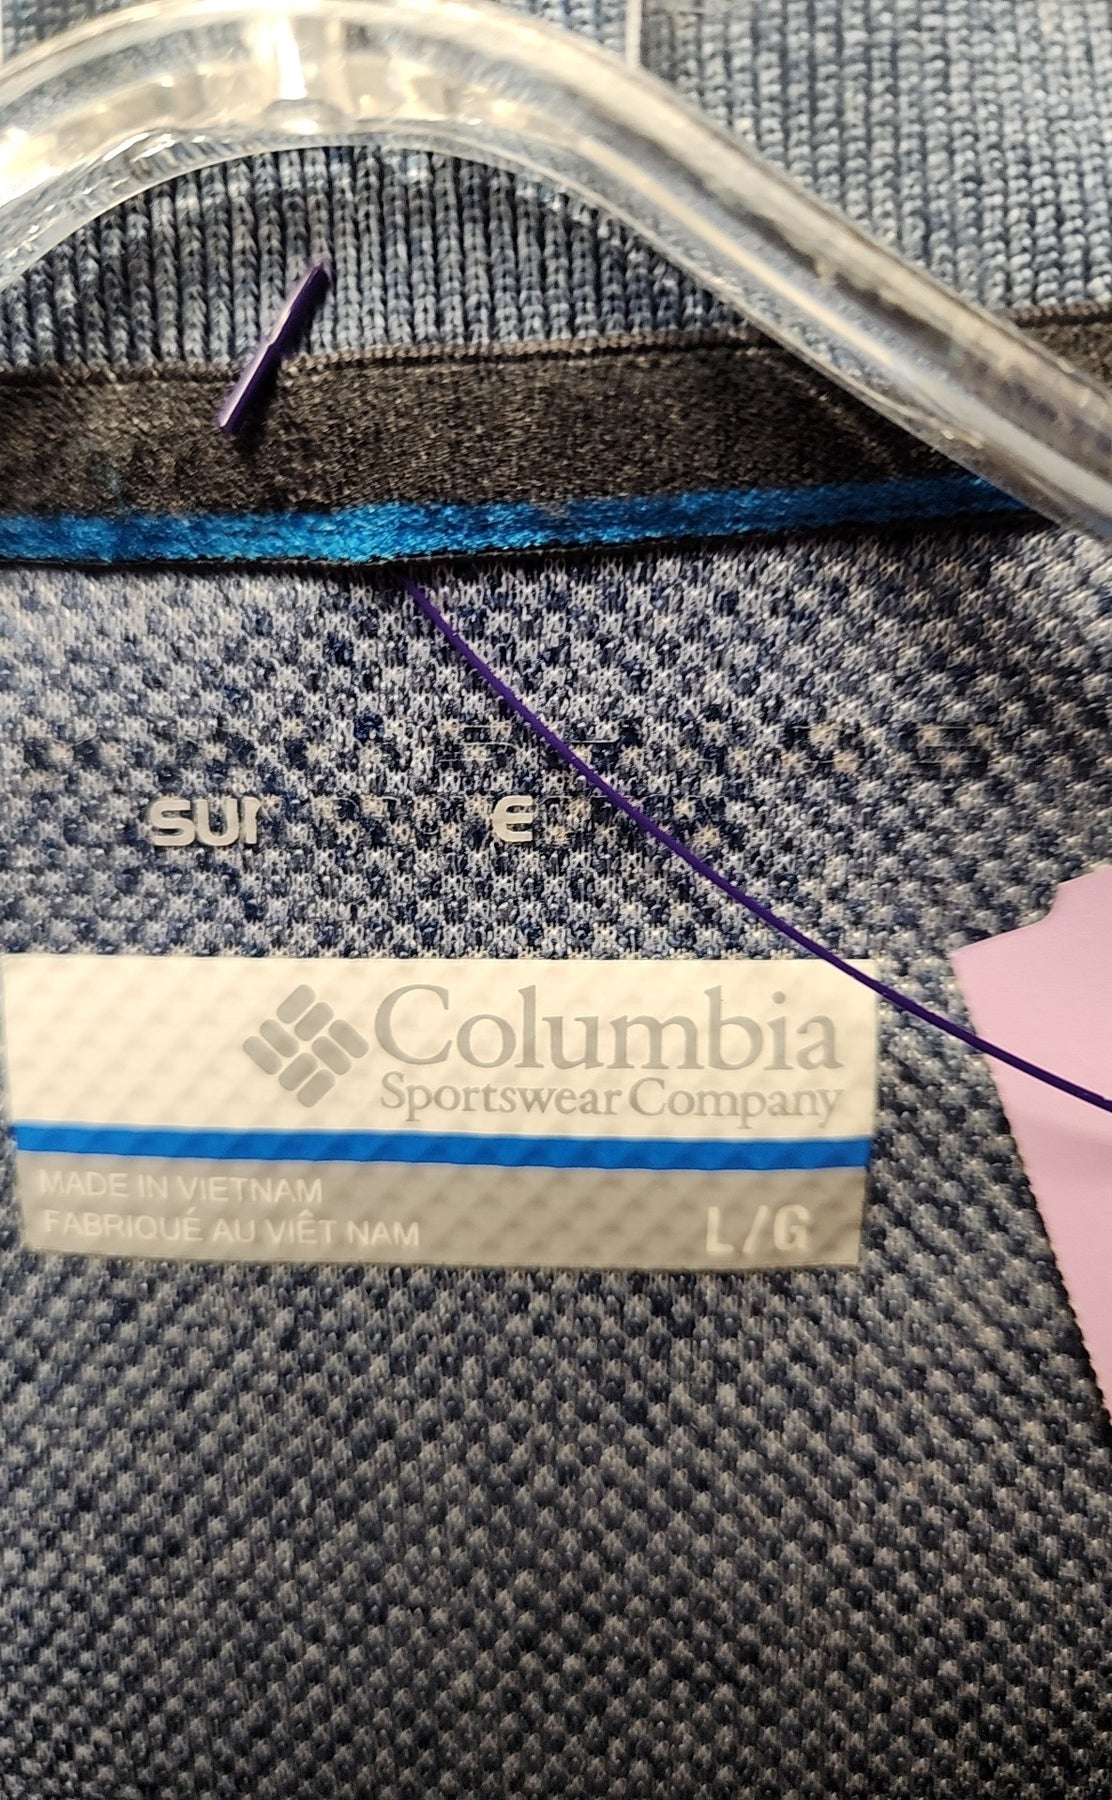 Columbia
Sportswear Company
MADE IN VIETNAM
FABRIQUÉ AU VIÊT NAM
L/G